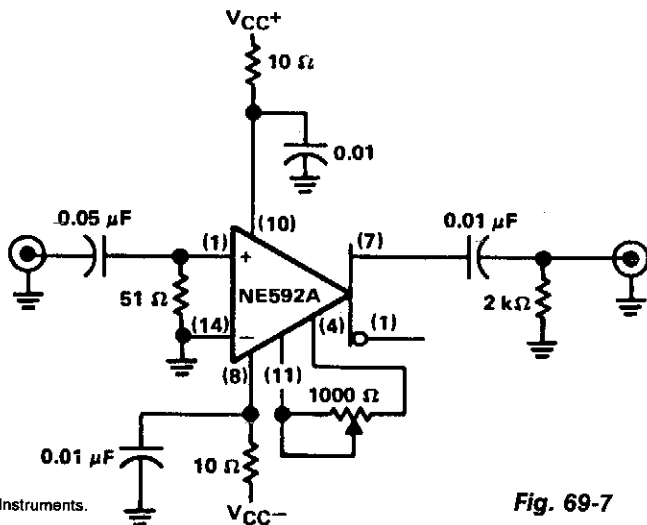 VCC+
10 Ω
0.01
0.05 μF
(1)
(10)
+
NE592A
(7)
0.01 μF
51 Ω
(14)
−
(4)
(1)
2 kΩ
(8)
(11)
1000 Ω
0.01 μF
10 Ω
VCC−
Instruments.
Fig. 69-7